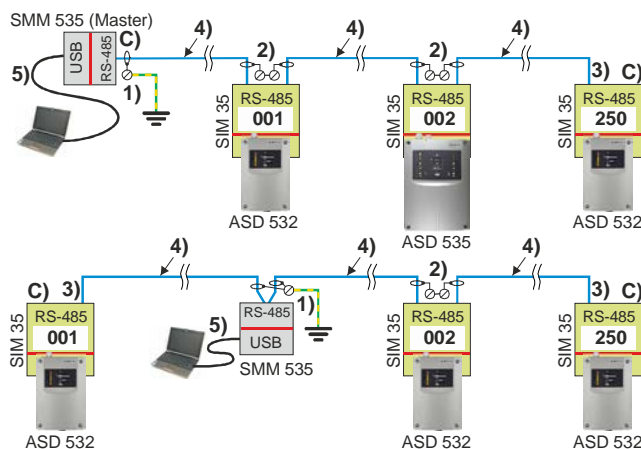 SMM 535 (Master)
USB
RS-485
C)
4)
2)
4)
2)
4)
5)
1)
3)
C)
SIM 35
RS-485
001
SIM 35
RS-485
002
SIM 35
RS-485
250
ASD 532
ASD 535
ASD 532
4)
4)
2)
4)
C)
3)
1)
3)
C)
SIM 35
RS-485
001
5)
RS-485
USB
SIM 35
RS-485
002
SIM 35
RS-485
250
SMM 535
ASD 532
ASD 532
ASD 532